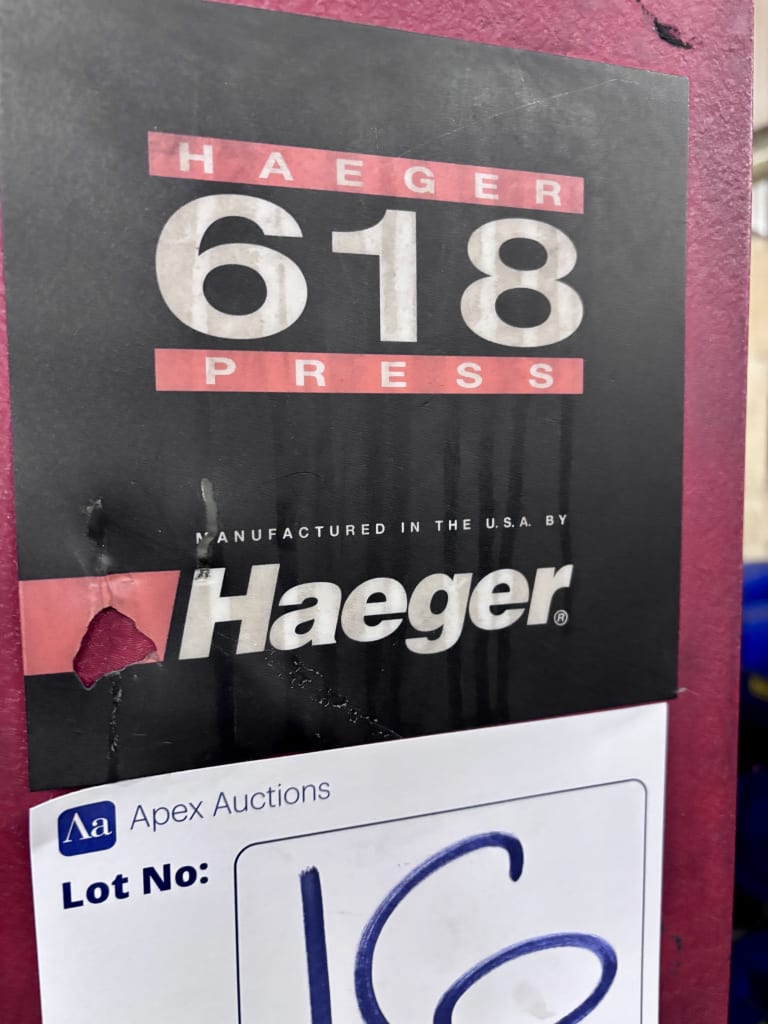 HAEGER
618
PRESS
MANUFACTURED IN THE U.S.A. BY
Haeger®
Aa Apex Auctions
Lot No:
16